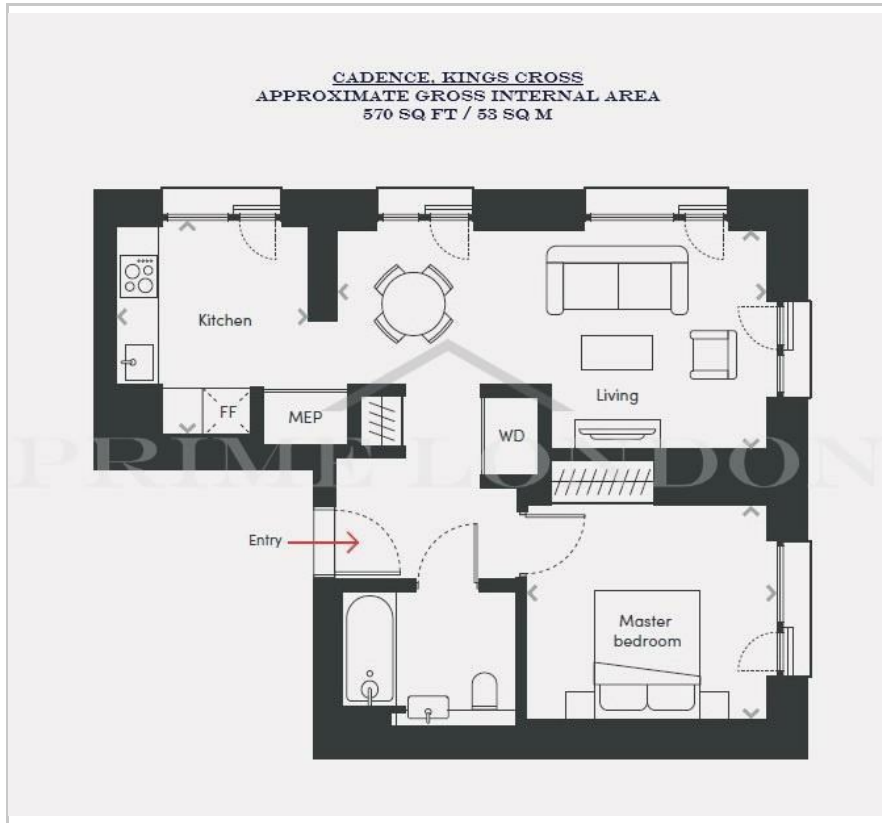 CADENCE, KINGS CROSS
APPROXIMATE GROSS INTERNAL AREA
570 SQ FT / 53 SQ M
Kitchen
FF
MEP
WD
Living
PRIME LONDON
Entry
Master
bedroom